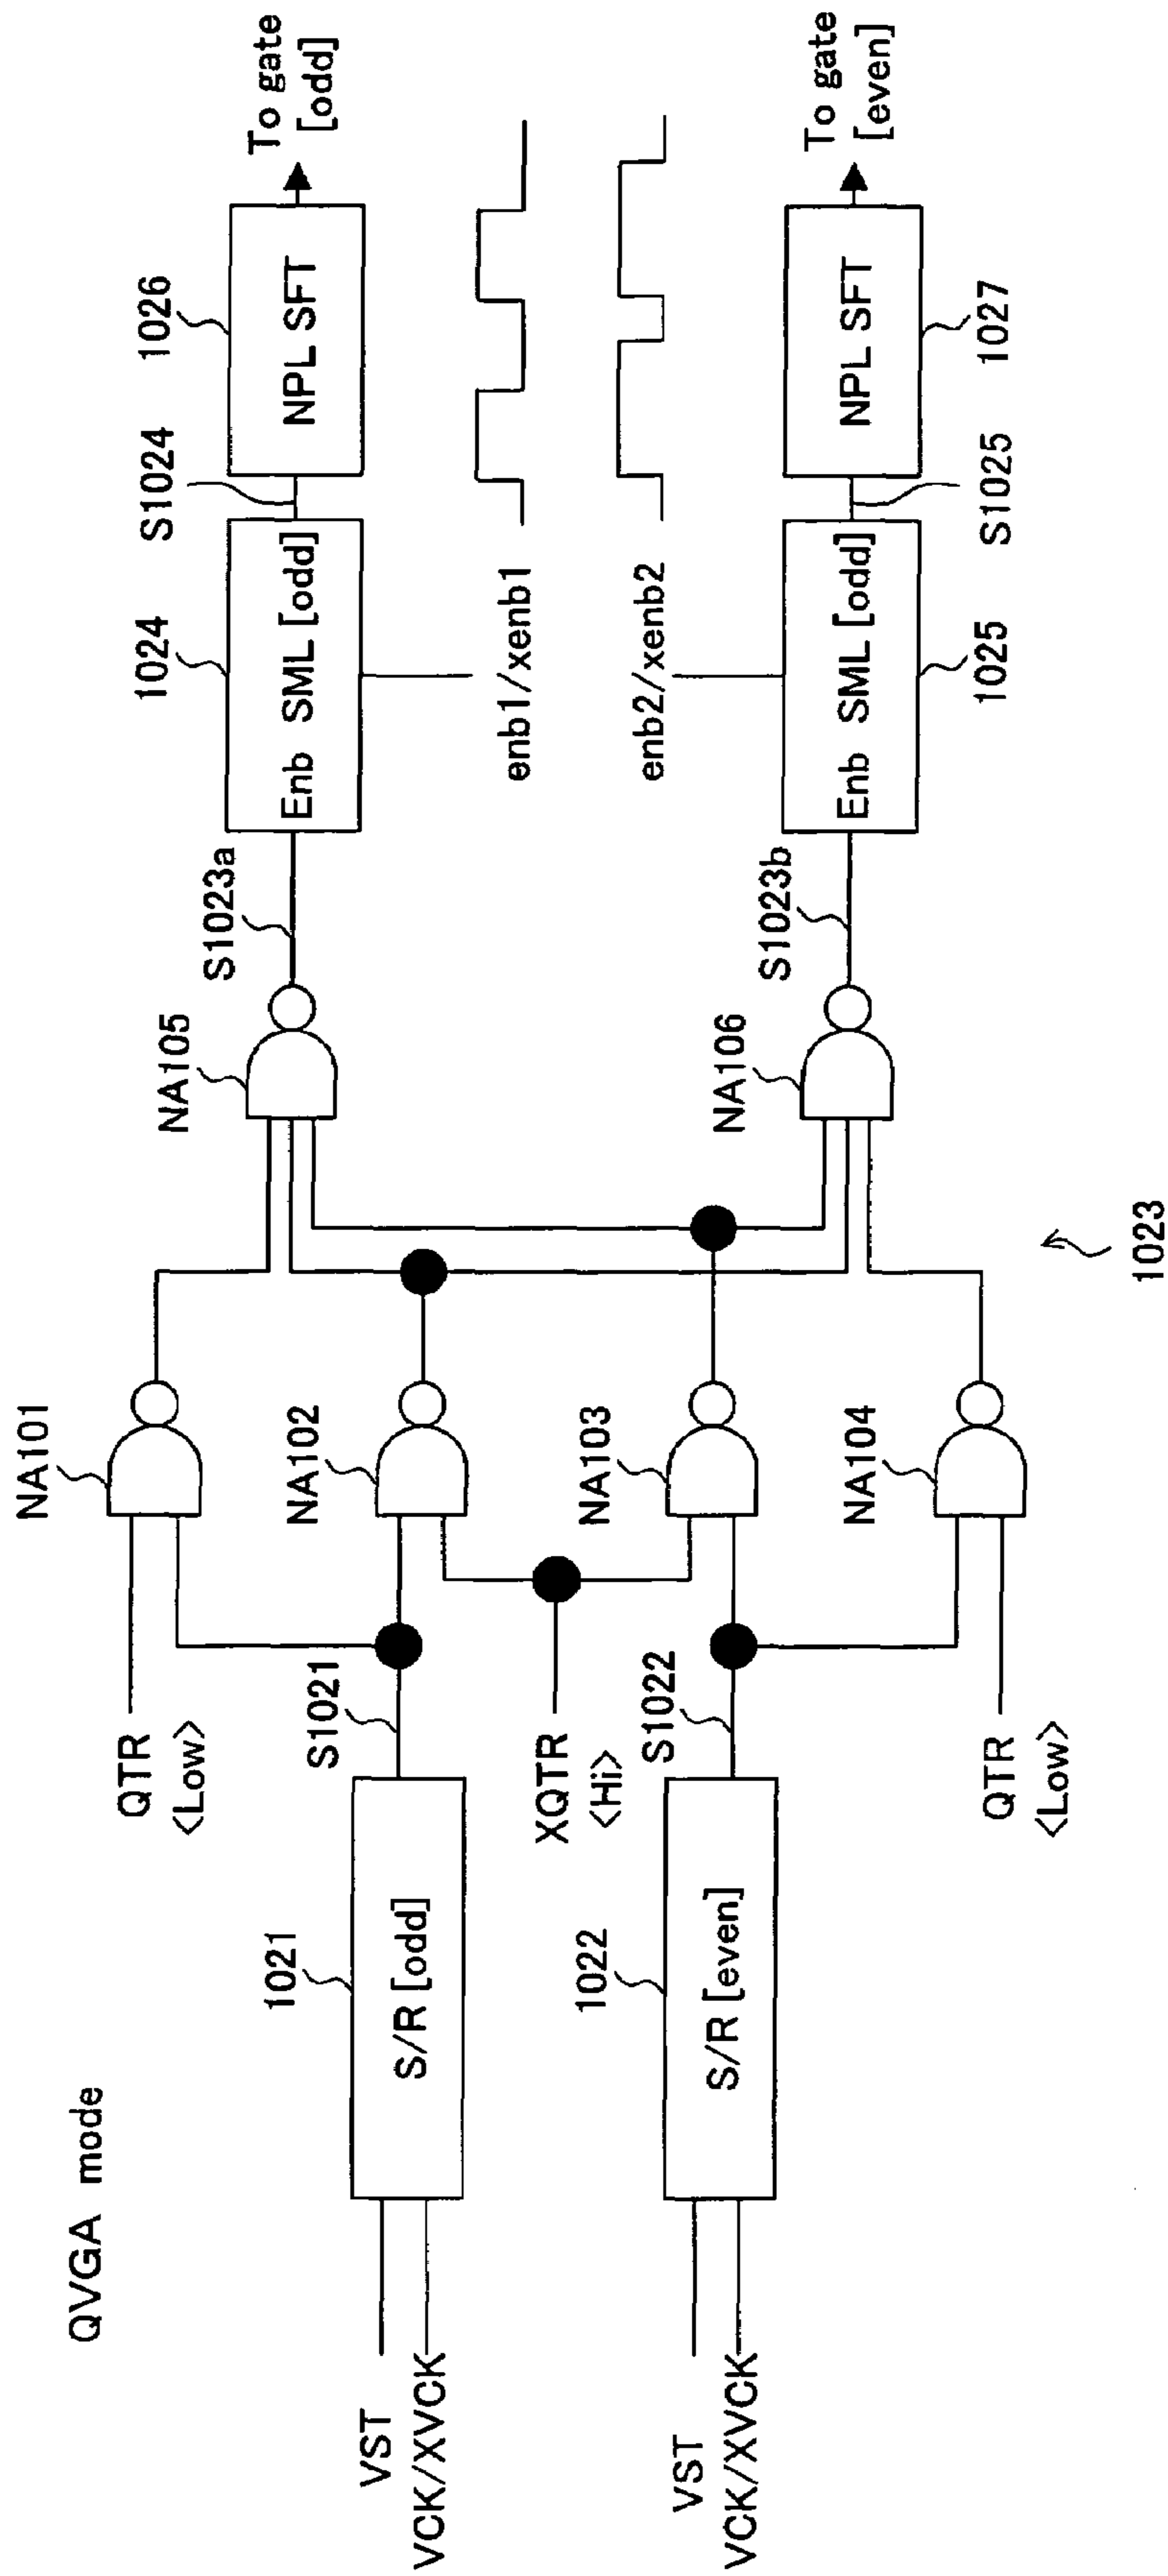 QVGA mode
VST
VCK/XVCK
1021
S/R [odd]
S1021
VST
VCK/XVCK
1022
S/R [even]
S1022
QTR
<Low>
XQTR
<Hi>
QTR
<Low>
NA101
NA102
NA103
NA104
NA105
NA106
1023
S1023a
S1023b
1024
Enb SML [odd]
enb1/xenb1
enb2/xenb2
Enb SML [odd]
1025
S1024
S1025
1026
NPL SFT
NPL SFT
1027
To gate
[odd]
To gate
[even]